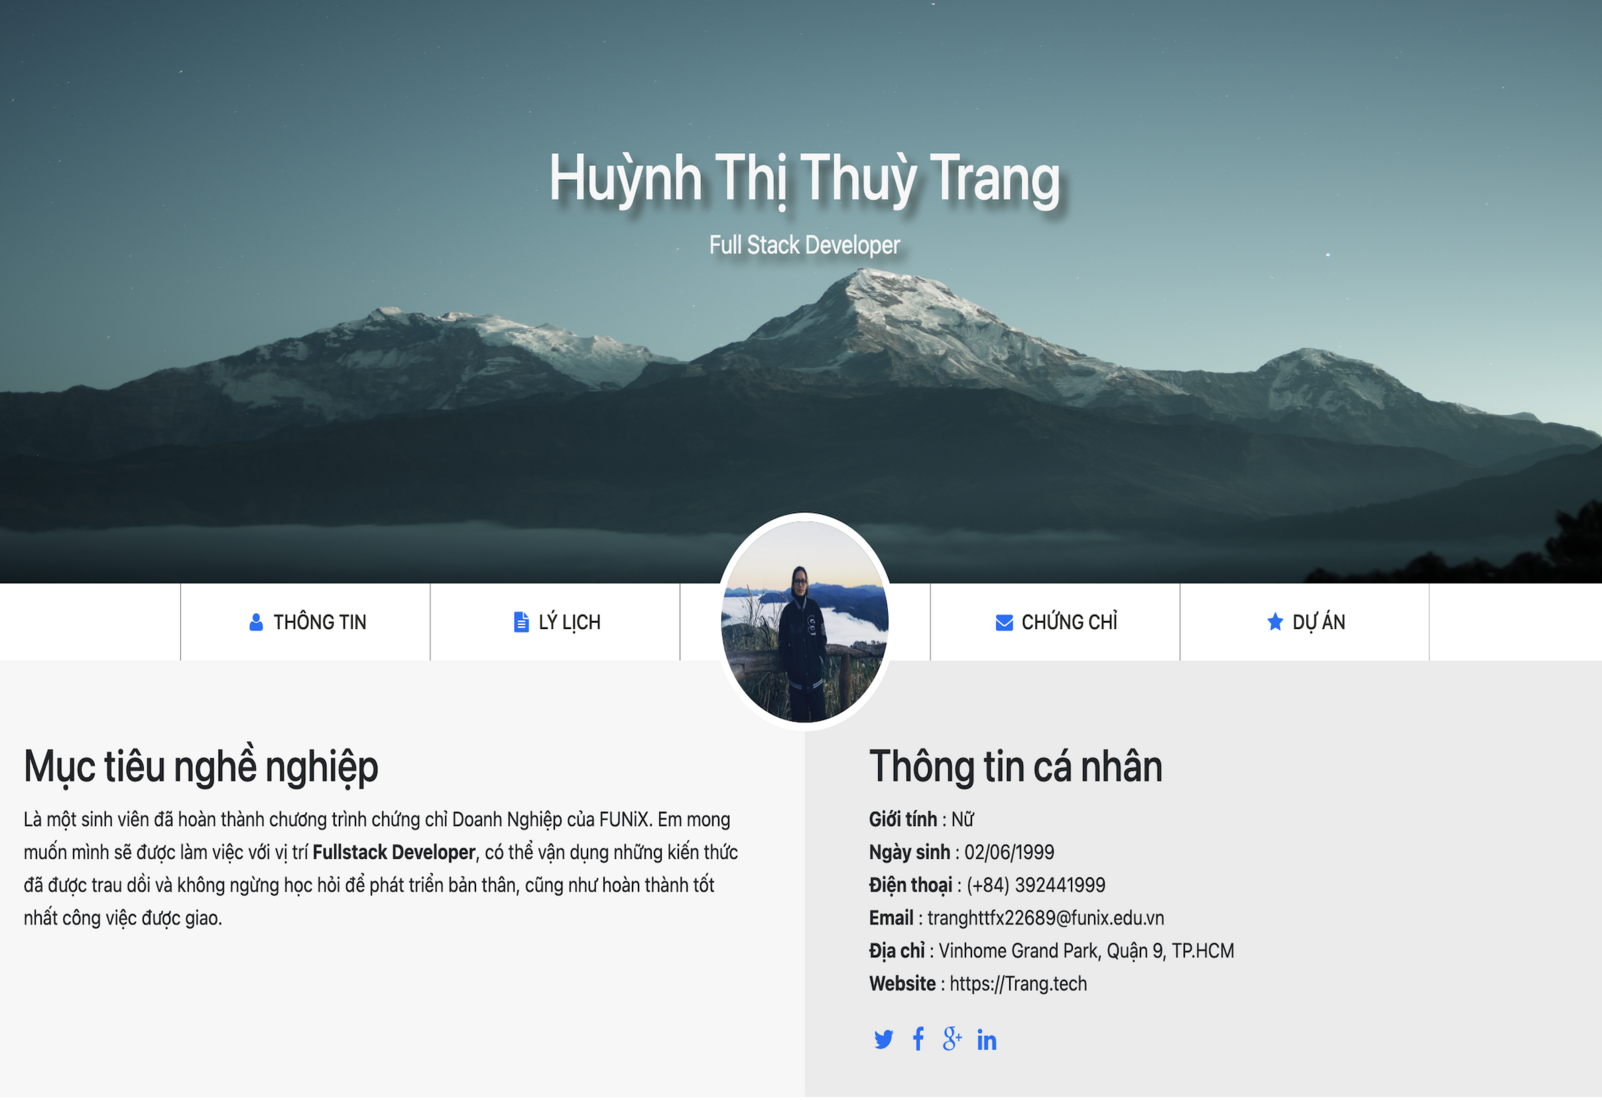 Huỳnh Thị Thuỳ Trang
Full Stack Developer
THÔNG TIN
LÝ LỊCH
CHỨNG CHỈ
DỰ ÁN
Mục tiêu nghề nghiệp
Là một sinh viên đã hoàn thành chương trình chứng chỉ Doanh Nghiệp của FUNiX. Em mong
muốn mình sẽ được làm việc với vị trí Fullstack Developer, có thể vận dụng những kiến thức
đã được trau dồi và không ngừng học hỏi để phát triển bản thân, cũng như hoàn thành tốt
nhất công việc được giao.
Thông tin cá nhân
Giới tính : Nữ
Ngày sinh : 02/06/1999
Điện thoại : (+84) 392441999
Email : tranghttfx22689@funix.edu.vn
Địa chỉ : Vinhome Grand Park, Quận 9, TP.HCM
Website : https://Trang.tech